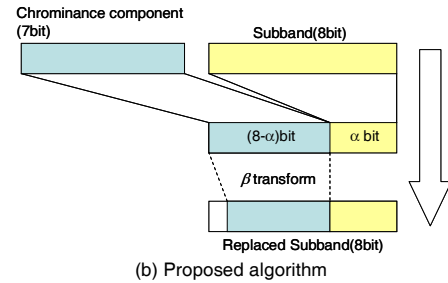 Chrominance component
(7bit)
Subband(8bit)
(8-α)bit
α bit
β transform
Replaced Subband(8bit)
(b) Proposed algorithm